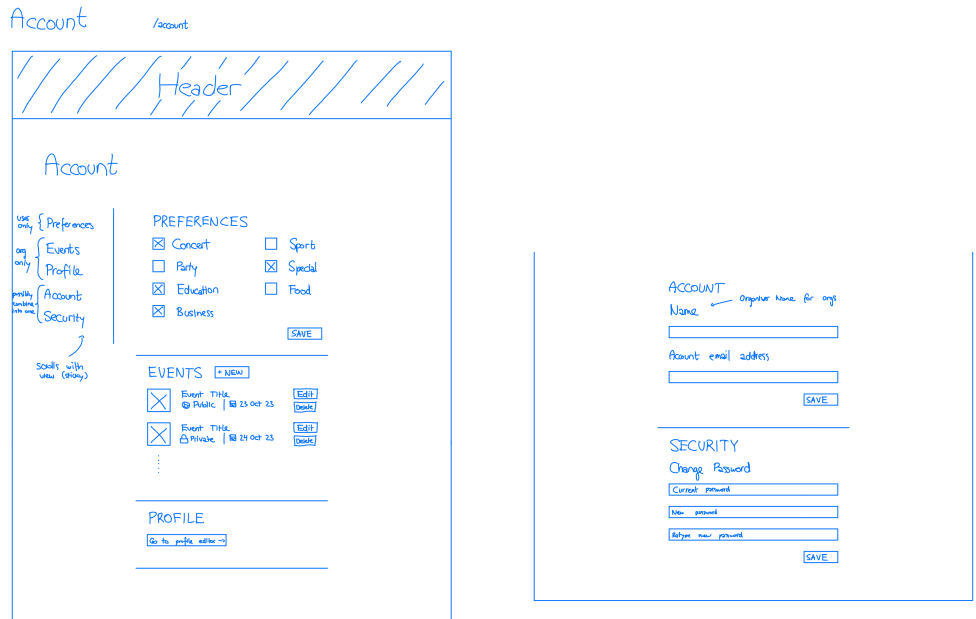 Account
/account
Header
Account
user only
Preferences
org only
Events
Profile
possibly combine into one
Account
Security
Scrolls with view (sticky)
PREFERENCES
Concert
Sport
Party
Special
Education
Food
Business
SAVE
EVENTS
+ NEW
Event Title
Edit
Public | 23 Oct 23
Delete
Event Title
Edit
Private | 24 Oct 23
Delete
PROFILE
Go to profile editor →
ACCOUNT
Name
Organiser Name for orgs
Account email address
SAVE
SECURITY
Change Password
Current password
New password
Retype new password
SAVE